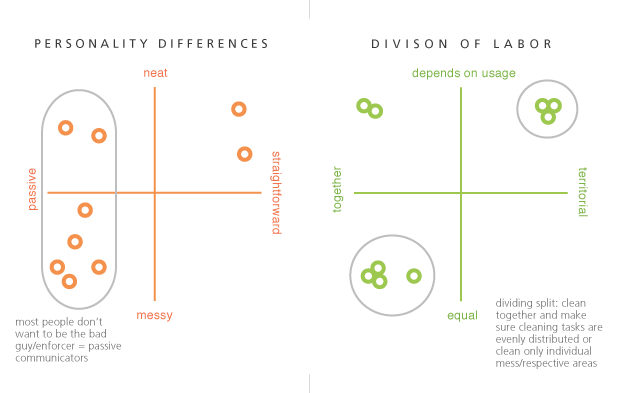 PERSONALITY DIFFERENCES
neat
passive
straightforward
messy
most people don't
want to be the bad
guy/enforcer = passive
communicators
DIVISON OF LABOR
depends on usage
together
territorial
equal
dividing split: clean
together and make
sure cleaning tasks are
evenly distributed or
clean only individual
mess/respective areas